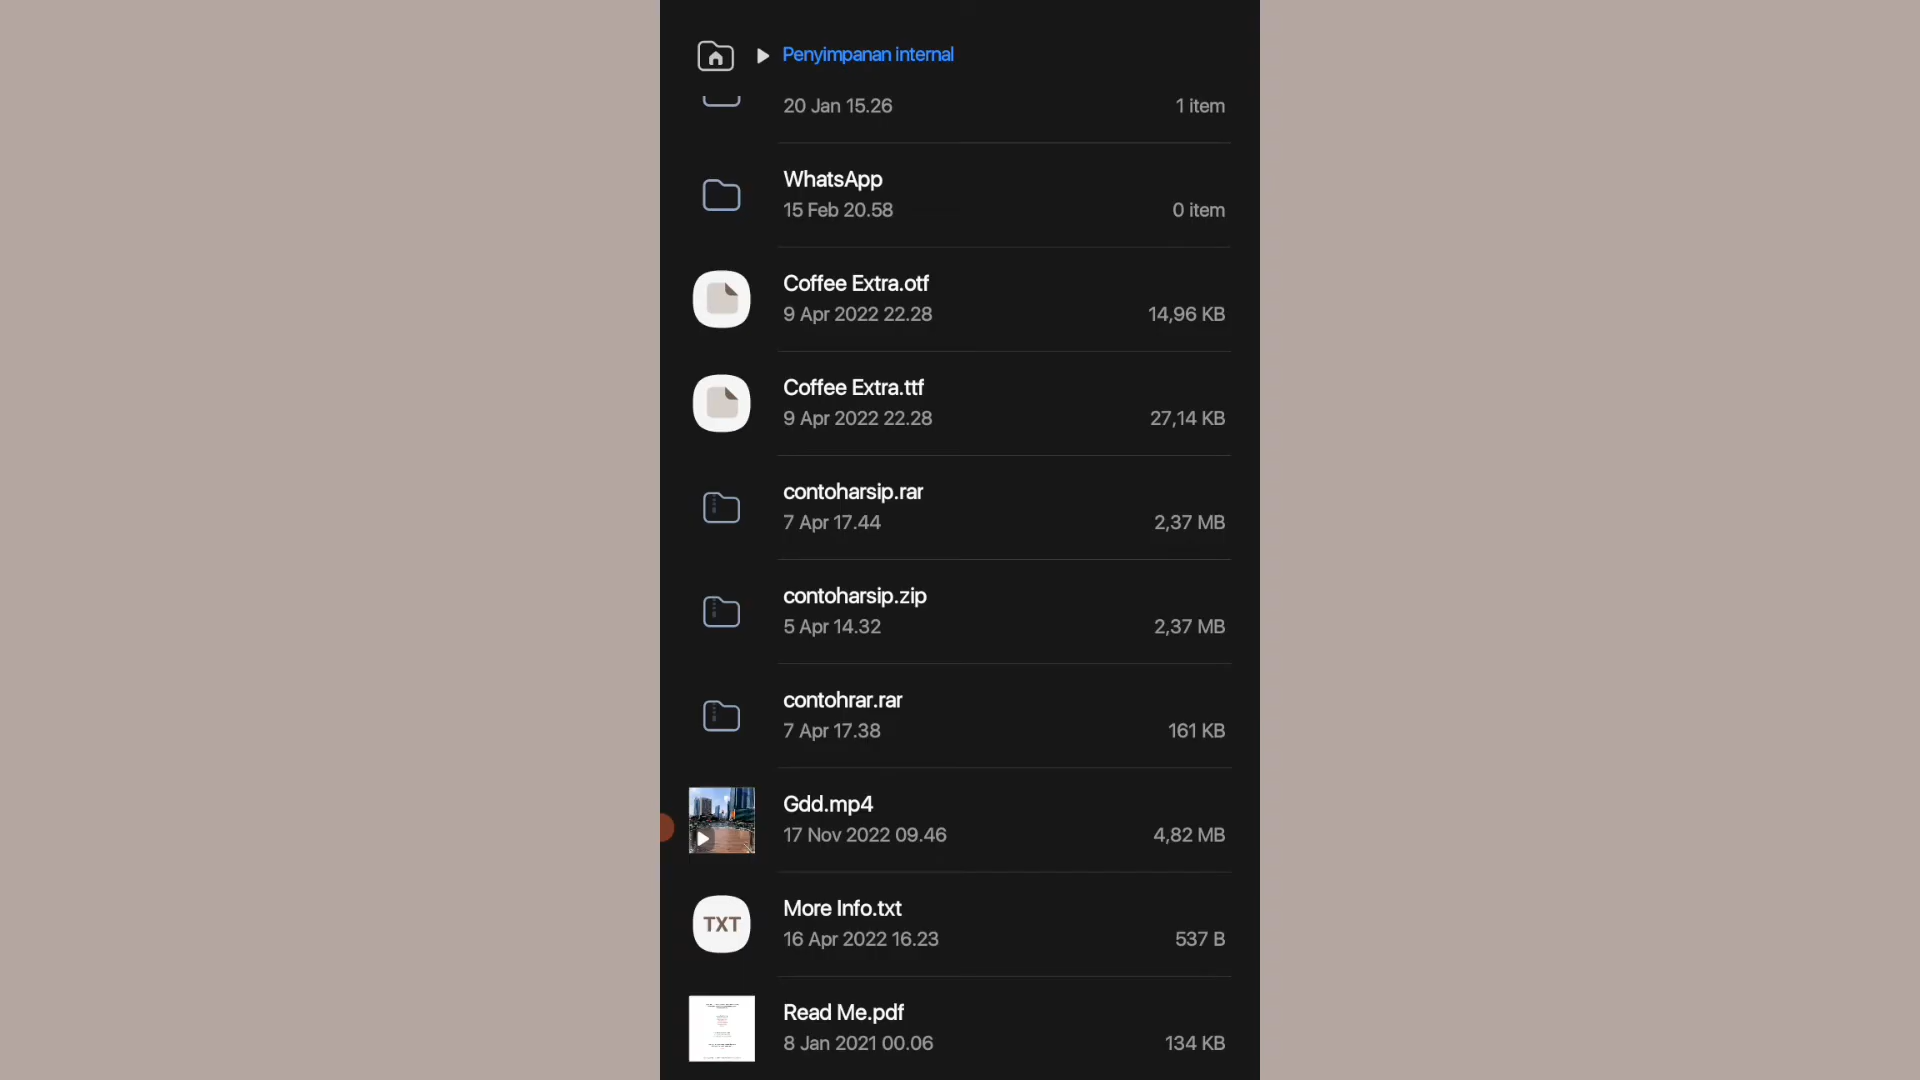 Penyimpanan internal
20 Jan 15.26 1 item
WhatsApp
15 Feb 20.58 0 item
Coffee Extra.otf
9 Apr 2022 22.28 14,96 KB
Coffee Extra.ttf
9 Apr 2022 22.28 27,14 KB
contoharsip.rar
7 Apr 17.44 2,37 MB
contoharsip.zip
5 Apr 14.32 2,37 MB
contohrar.rar
7 Apr 17.38 161 KB
Gdd.mp4
17 Nov 2022 09.46 4,82 MB
TXT
More Info.txt
16 Apr 2022 16.23 537 B
Read Me.pdf
8 Jan 2021 00.06 134 KB